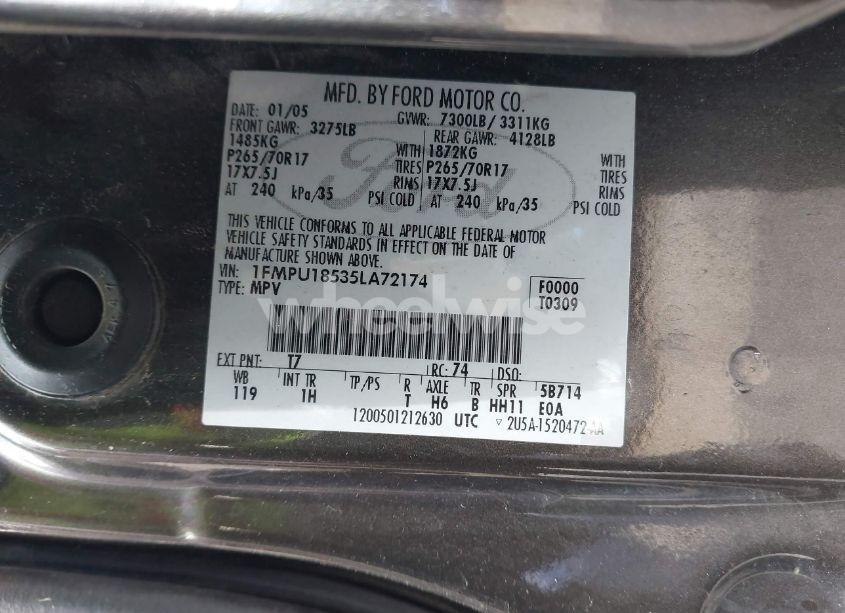 MFD. BY FORD MOTOR CO.
DATE: 01/05 GVWR: 7300LB/ 3311KG
FRONT GAWR: 3275LB REAR GAWR: 4128LB
1485KG WITH 1872KG WITH
P265/70R17 TIRES P265/70R17 TIRES
17X7.5J RIMS 17X7.5J RIMS
AT 240 kPa/35 PSI COLD AT 240 kPa/35 PSI COLD
Ford
THIS VEHICLE CONFORMS TO ALL APPLICABLE FEDERAL MOTOR
VEHICLE SAFETY STANDARDS IN EFFECT ON THE DATE OF
MANUFACTURE SHOWN ABOVE.
VIN: 1FMPU18535LA72174 F0000
TYPE: MPV T0309
wheelwise
EXT PNT: T7 RC: 74 DSO:
WB INT TR TP/PS R AXLE TR SPR 5B714
119 1H T H6 B HH11 E0A
1200501212630 UTC ▽ 2U5A-1520472-AA